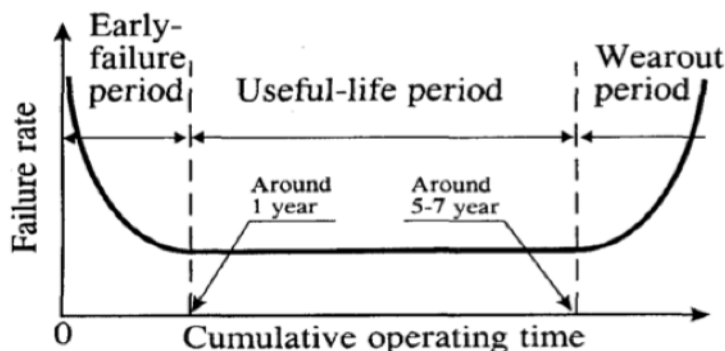 Early-
failure
period
Useful-life period
Wearout
period
Failure rate
Around
1 year
Around
5-7 year
0
Cumulative operating time